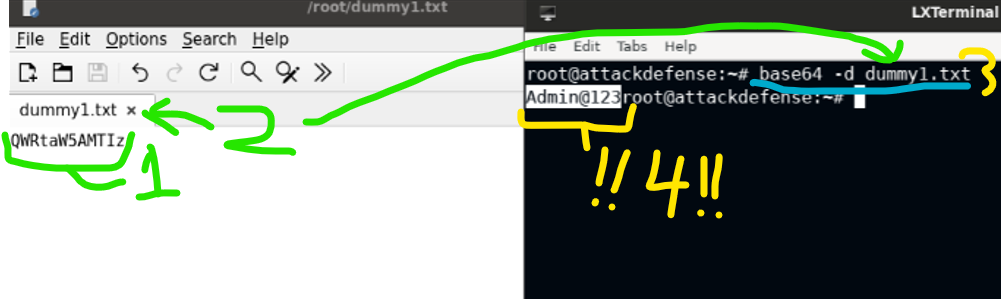 /root/dummy1.txt
File Edit Options Search Help
dummy1.txt ×
QWRtaW5AMTIz
1
2
LXTerminal
File Edit Tabs Help
root@attackdefense:~# base64 -d dummy1.txt
3
Admin@123root@attackdefense:~#
!! 4 !!